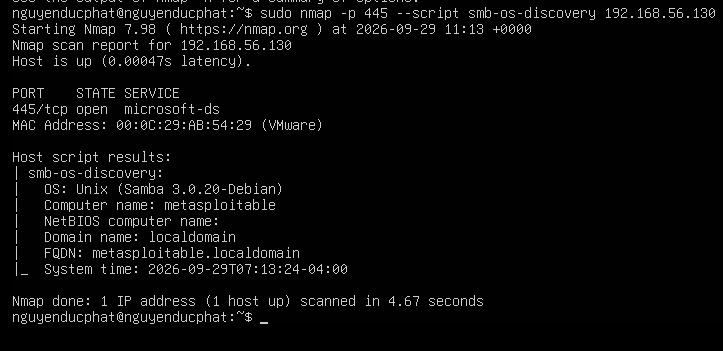 nguyenducphat@nguyenducphat:~$ sudo nmap -p 445 --script smb-os-discovery 192.168.56.130
Starting Nmap 7.98 ( https://nmap.org ) at 2026-09-29 11:13 +0000
Nmap scan report for 192.168.56.130
Host is up (0.00047s latency).

PORT    STATE SERVICE
445/tcp open  microsoft-ds
MAC Address: 00:0C:29:AB:54:29 (VMware)

Host script results:
| smb-os-discovery:
|   OS: Unix (Samba 3.0.20-Debian)
|   Computer name: metasploitable
|   NetBIOS computer name:
|   Domain name: localdomain
|   FQDN: metasploitable.localdomain
|_  System time: 2026-09-29T07:13:24-04:00

Nmap done: 1 IP address (1 host up) scanned in 4.67 seconds
nguyenducphat@nguyenducphat:~$ _